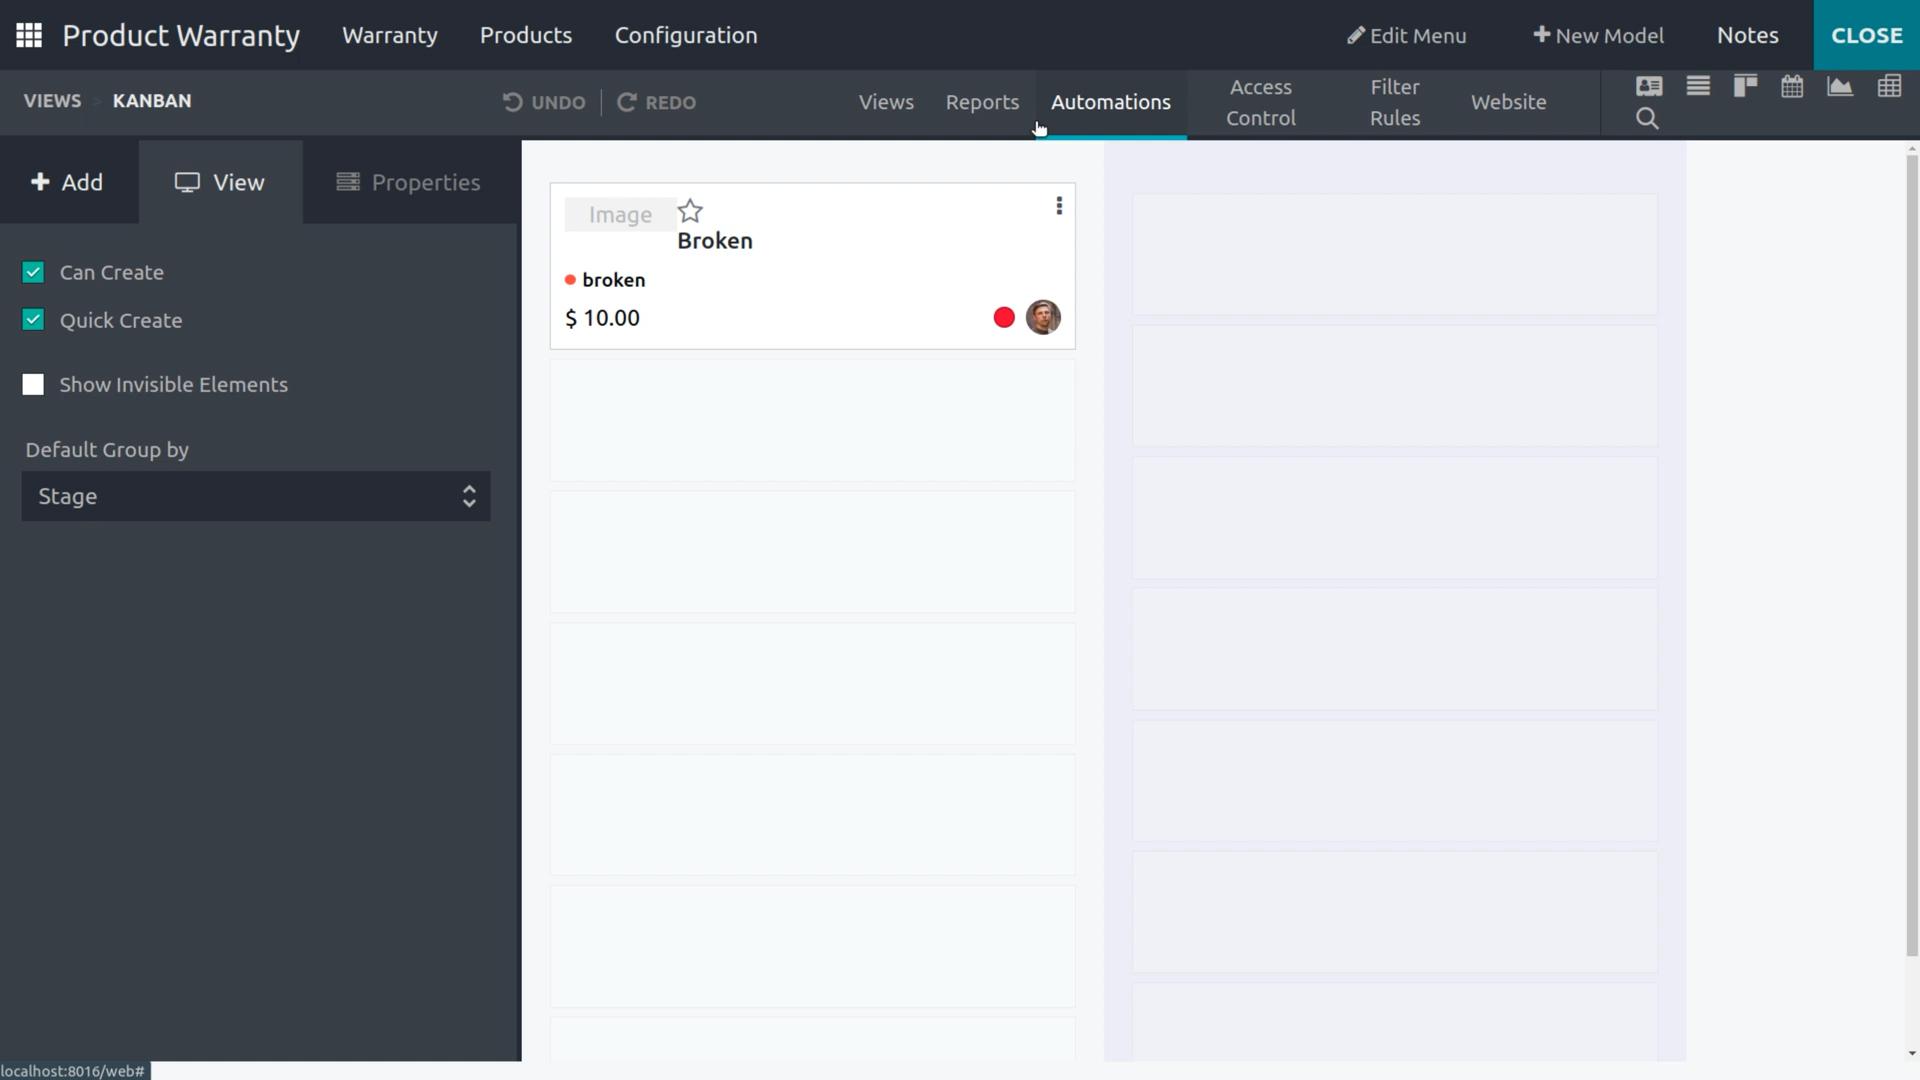 Product Warranty Warranty Products Configuration Edit Menu New Model Notes CLOSE
VIEWS KANBAN UNDO REDO Views Reports Automations Access Control Filter Rules Website
Add View Properties
Can Create
Quick Create
Show Invisible Elements
Default Group by
Stage
Image
Broken
broken
$ 10.00
localhost:8016/web#